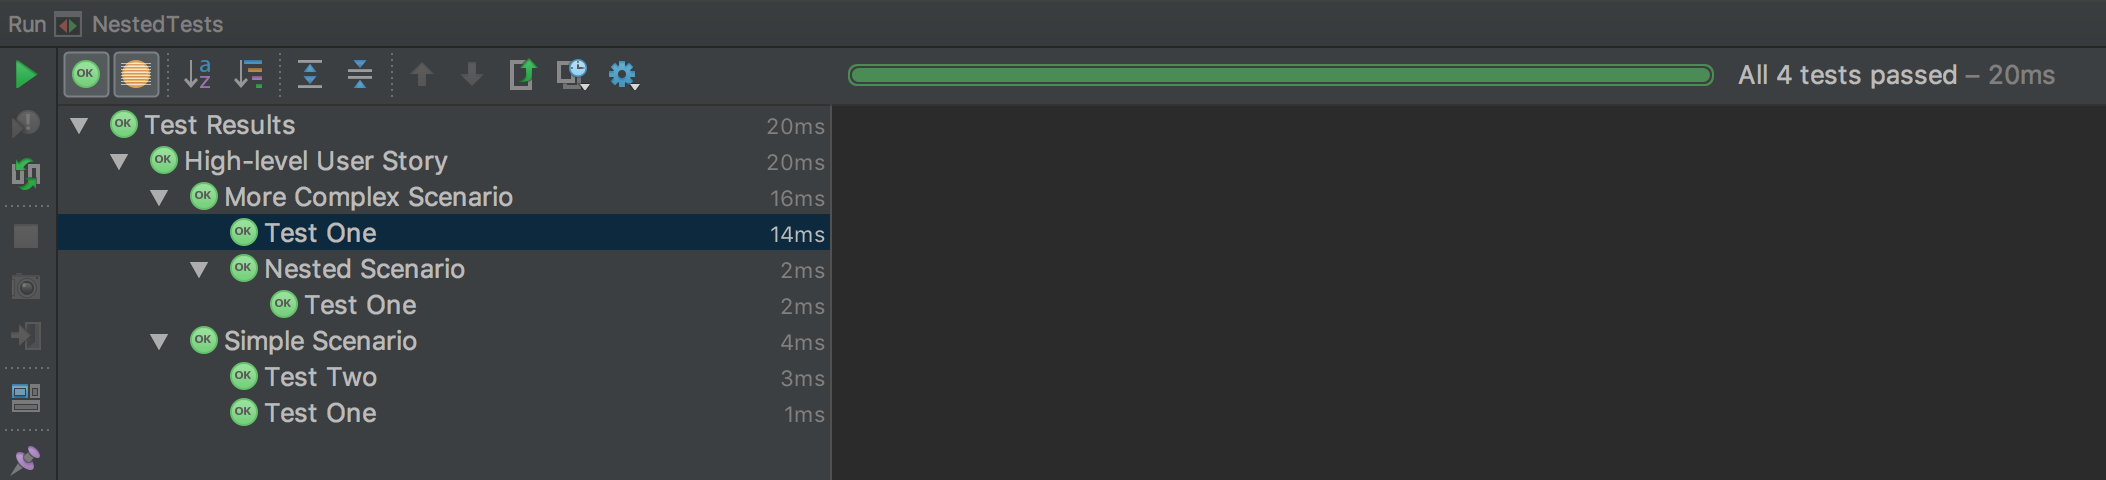 Run NestedTests
OK a z All 4 tests passed – 20ms
OK Test Results 20ms
OK High-level User Story 20ms
OK More Complex Scenario 16ms
OK Test One 14ms
OK Nested Scenario 2ms
OK Test One 2ms
OK Simple Scenario 4ms
OK Test Two 3ms
OK Test One 1ms